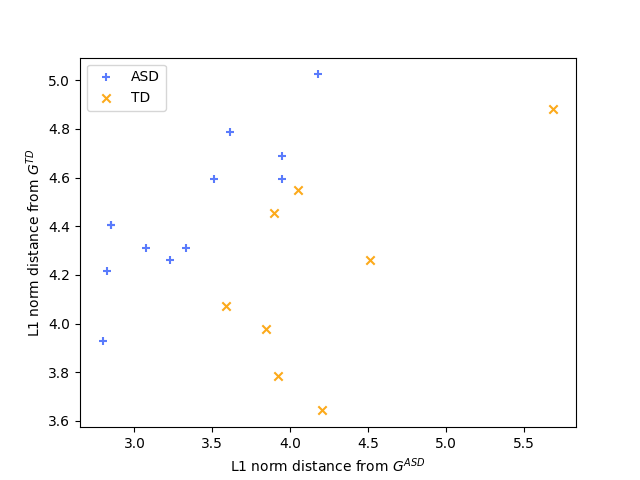 ASD
TD
L1 norm distance from G^{TD}
5.0
4.8
4.6
4.4
4.2
4.0
3.8
3.6
3.0 3.5 4.0 4.5 5.0 5.5
L1 norm distance from G^{ASD}